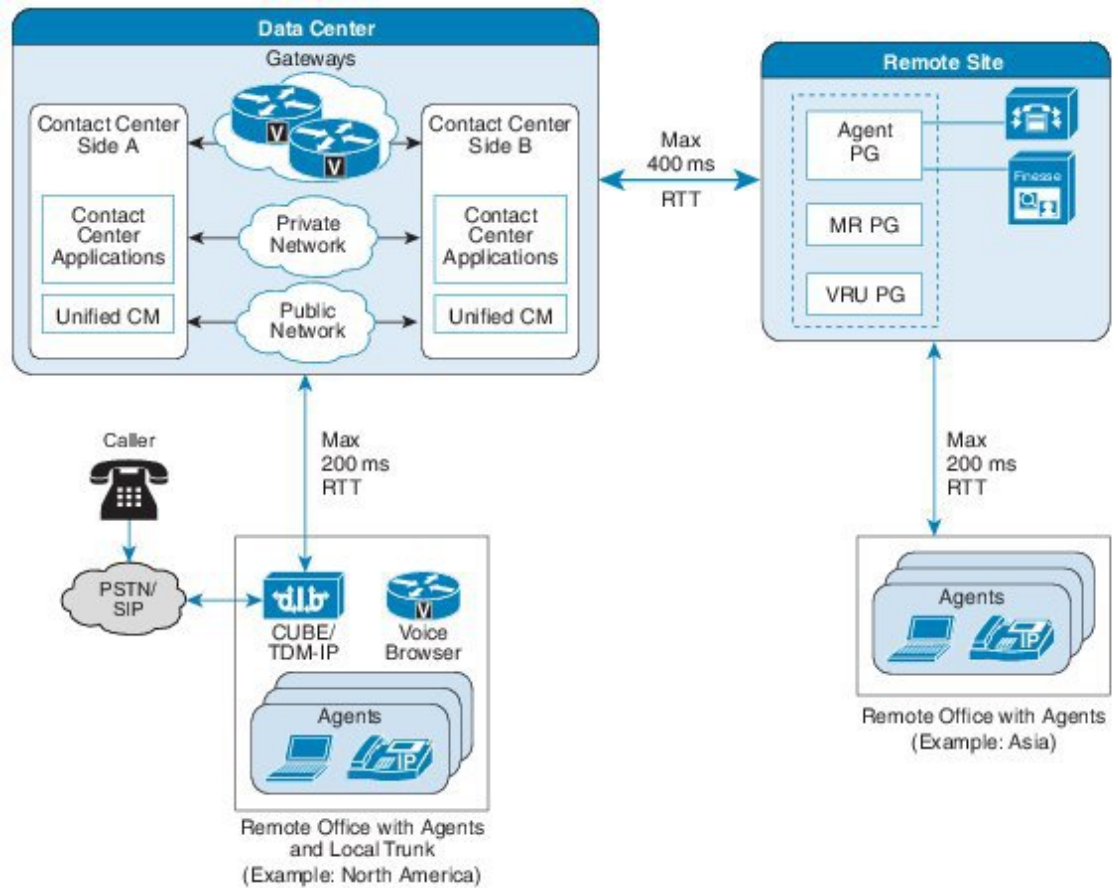 Data Center
Gateways
Contact Center
Side A
V
V
Contact Center
Side B
Contact
Center
Applications
Private
Network
Contact
Center
Applications
Unified CM
Public
Network
Unified CM
Max
400 ms
RTT
Remote Site
Agent
PG
Finesse
MR PG
VRU PG
Caller
Max
200 ms
RTT
Max
200 ms
RTT
PSTN/
SIP
CUBE/
TDM-IP
V
Voice
Browser
Agents
IP
Remote Office with Agents
and Local Trunk
(Example: North America)
Agents
IP
Remote Office with Agents
(Example: Asia)